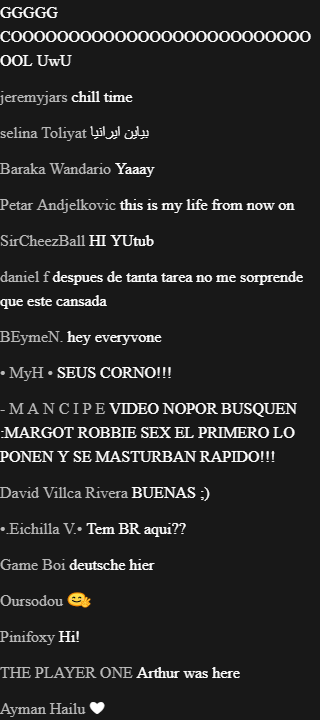 GGGGG
COOOOOOOOOOOOOOOOOOOOOOOOOO
OOL UwU
jeremyjars chill time
selina Toliyat بیاین ایرانیا
Baraka Wandario Yaaay
Petar Andjelkovic this is my life from now on
SirCheezBall HI YUtub
daniel f despues de tanta tarea no me sorprende
que este cansada
BEymeN. hey everyvone
• MyH • SEUS CORNO!!!
- M A N C I P E VIDEO NOPOR BUSQUEN
:MARGOT ROBBIE SEX EL PRIMERO LO
PONEN Y SE MASTURBAN RAPIDO!!!
David Villca Rivera BUENAS ;)
•.Eichilla V.• Tem BR aqui??
Game Boi deutsche hier
Oursodou
Pinifoxy Hi!
THE PLAYER ONE Arthur was here
Ayman Hailu